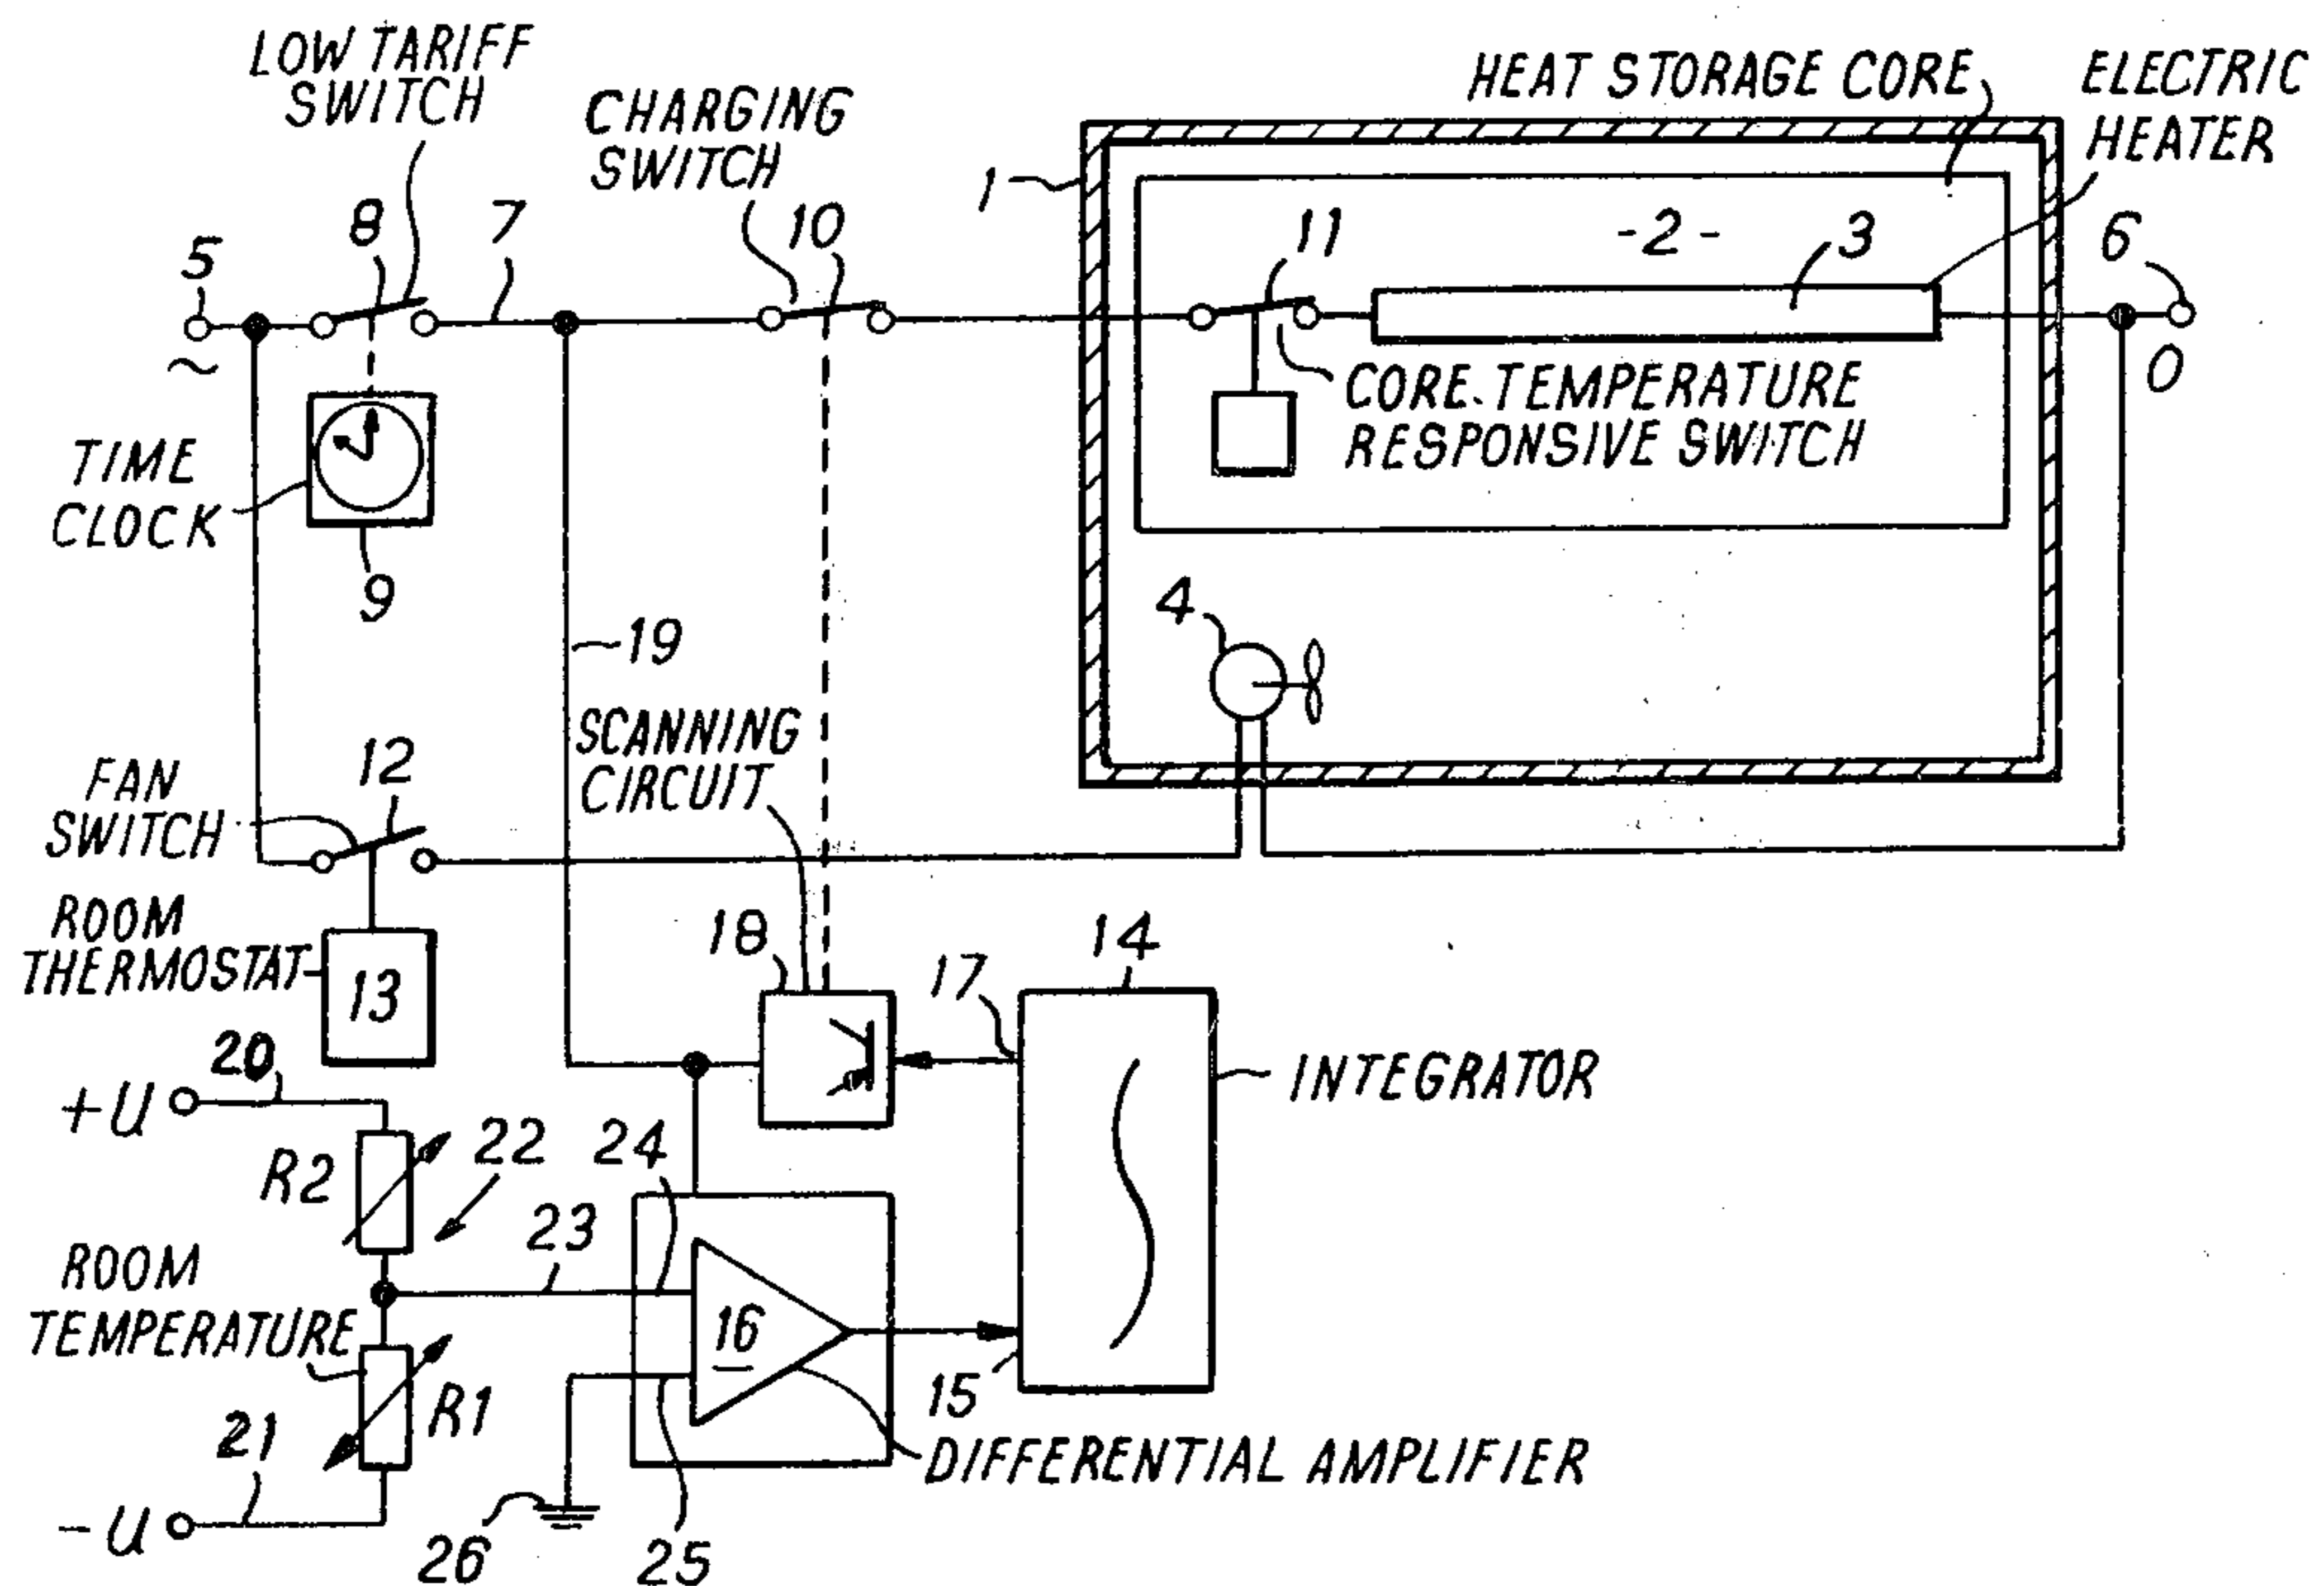 LOW TARIFF
SWITCH
CHARGING
SWITCH
HEAT STORAGE CORE
ELECTRIC
HEATER
1
5
8
7
10
11
-2-
3
6
~
0
CORE TEMPERATURE
RESPONSIVE SWITCH
TIME
CLOCK
9
4
19
SCANNING
CIRCUIT
FAN
SWITCH
12
ROOM
THERMOSTAT
13
18
17
14
INTEGRATOR
20
+U
R2
22
24
23
ROOM
TEMPERATURE
R1
16
15
21
-U
DIFFERENTIAL AMPLIFIER
26
25